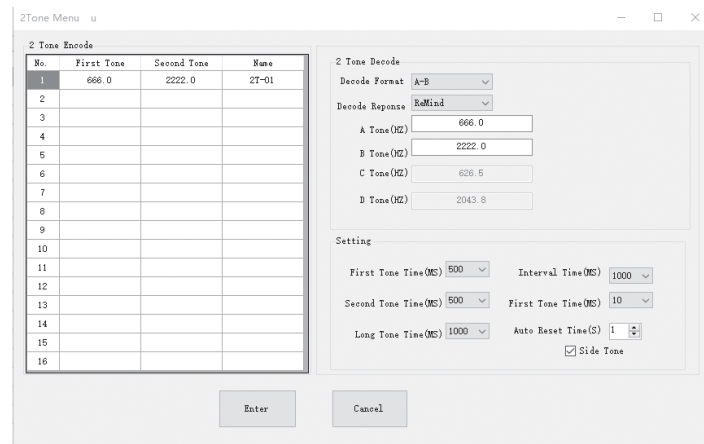 2Tone Menu u
2 Tone Encode
No. First Tone Second Tone Name
1 666.0 2222.0 2T-01
2
3
4
5
6
7
8
9
10
11
12
13
14
15
16
2 Tone Decode
Decode Format A-B
Decode Reponse ReMind
A Tone(HZ) 666.0
B Tone(HZ) 2222.0
C Tone(HZ) 626.5
D Tone(HZ) 2043.8
Setting
First Tone Time(MS) 500 Interval Time(MS) 1000
Second Tone Time(MS) 500 First Tone Time(MS) 10
Long Tone Time(MS) 1000 Auto Reset Time(S) 1
Side Tone
Enter Cancel